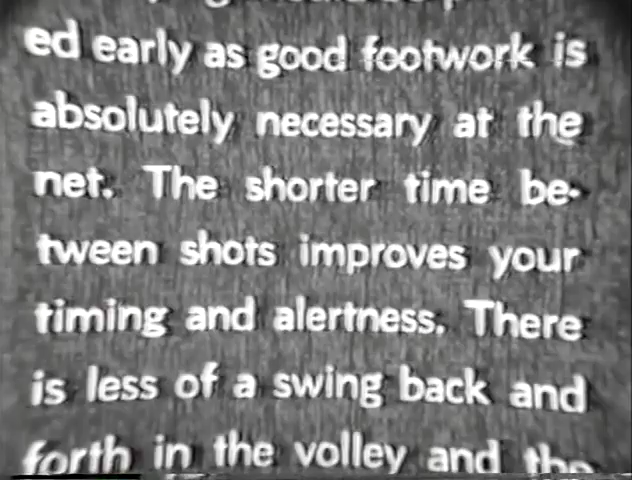 ed early as good footwork is
absolutely necessary at the
net. The shorter time be-
tween shots improves your
timing and alertness. There
is less of a swing back and
forth in the volley and the